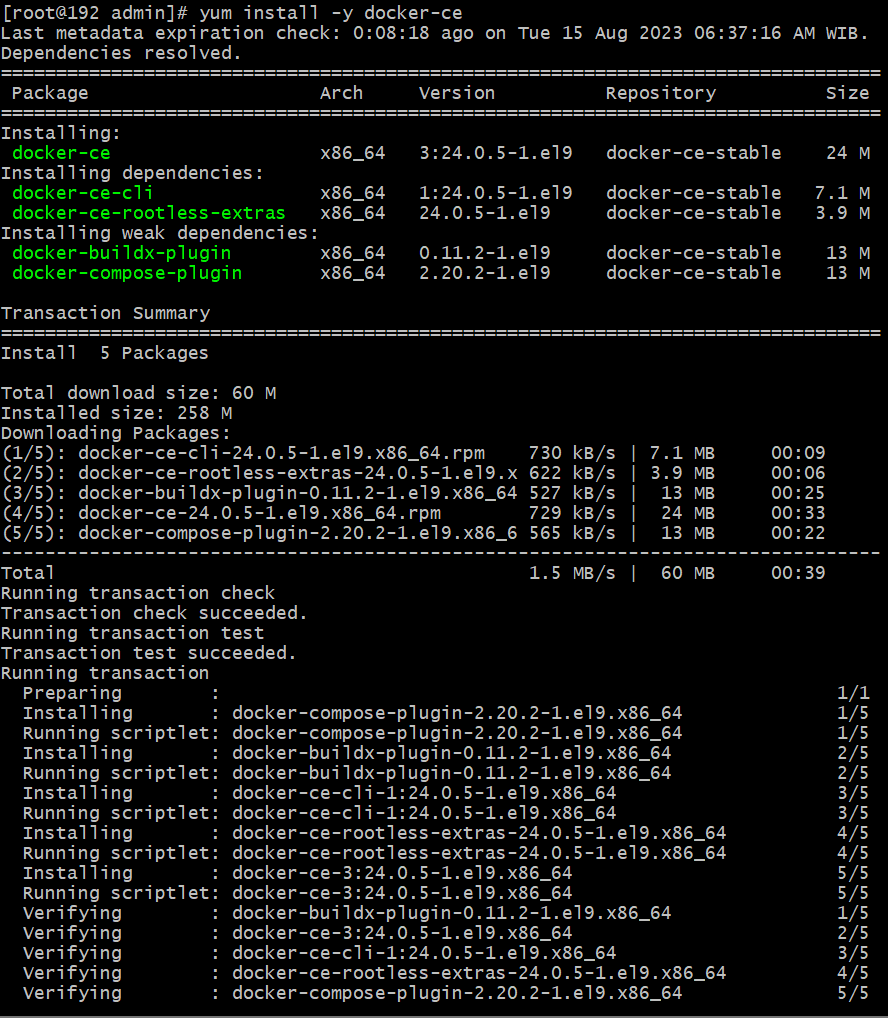 [root@192 admin]# yum install -y docker-ce
Last metadata expiration check: 0:08:18 ago on Tue 15 Aug 2023 06:37:16 AM WIB.
Dependencies resolved.
================================================================================
 Package                     Arch     Version          Repository          Size
================================================================================
Installing:
 docker-ce                   x86_64   3:24.0.5-1.el9   docker-ce-stable    24 M
Installing dependencies:
 docker-ce-cli               x86_64   1:24.0.5-1.el9   docker-ce-stable   7.1 M
 docker-ce-rootless-extras   x86_64   24.0.5-1.el9     docker-ce-stable   3.9 M
Installing weak dependencies:
 docker-buildx-plugin        x86_64   0.11.2-1.el9     docker-ce-stable    13 M
 docker-compose-plugin       x86_64   2.20.2-1.el9     docker-ce-stable    13 M

Transaction Summary
================================================================================
Install  5 Packages

Total download size: 60 M
Installed size: 258 M
Downloading Packages:
(1/5): docker-ce-cli-24.0.5-1.el9.x86_64.rpm    730 kB/s | 7.1 MB     00:09
(2/5): docker-ce-rootless-extras-24.0.5-1.el9.x 622 kB/s | 3.9 MB     00:06
(3/5): docker-buildx-plugin-0.11.2-1.el9.x86_64 527 kB/s |  13 MB     00:25
(4/5): docker-ce-24.0.5-1.el9.x86_64.rpm        729 kB/s |  24 MB     00:33
(5/5): docker-compose-plugin-2.20.2-1.el9.x86_6 565 kB/s |  13 MB     00:22
--------------------------------------------------------------------------------
Total                                           1.5 MB/s |  60 MB     00:39
Running transaction check
Transaction check succeeded.
Running transaction test
Transaction test succeeded.
Running transaction
  Preparing        :                                                        1/1
  Installing       : docker-compose-plugin-2.20.2-1.el9.x86_64              1/5
  Running scriptlet: docker-compose-plugin-2.20.2-1.el9.x86_64              1/5
  Installing       : docker-buildx-plugin-0.11.2-1.el9.x86_64               2/5
  Running scriptlet: docker-buildx-plugin-0.11.2-1.el9.x86_64               2/5
  Installing       : docker-ce-cli-1:24.0.5-1.el9.x86_64                    3/5
  Running scriptlet: docker-ce-cli-1:24.0.5-1.el9.x86_64                    3/5
  Installing       : docker-ce-rootless-extras-24.0.5-1.el9.x86_64          4/5
  Running scriptlet: docker-ce-rootless-extras-24.0.5-1.el9.x86_64          4/5
  Installing       : docker-ce-3:24.0.5-1.el9.x86_64                        5/5
  Running scriptlet: docker-ce-3:24.0.5-1.el9.x86_64                        5/5
  Verifying        : docker-buildx-plugin-0.11.2-1.el9.x86_64               1/5
  Verifying        : docker-ce-3:24.0.5-1.el9.x86_64                        2/5
  Verifying        : docker-ce-cli-1:24.0.5-1.el9.x86_64                    3/5
  Verifying        : docker-ce-rootless-extras-24.0.5-1.el9.x86_64          4/5
  Verifying        : docker-compose-plugin-2.20.2-1.el9.x86_64              5/5